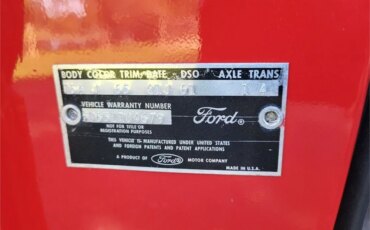 BODY COLOR TRIM DATE DSO AXLE TRANS
VEHICLE WARRANTY NUMBER
Ford
NOT FOR TITLE OR
REGISTRATION PURPOSES
THIS VEHICLE IS MANUFACTURED UNDER UNITED STATES
AND FOREIGN PATENTS AND PATENT APPLICATIONS
A PRODUCT OF Ford MOTOR COMPANY
MADE IN U.S.A.